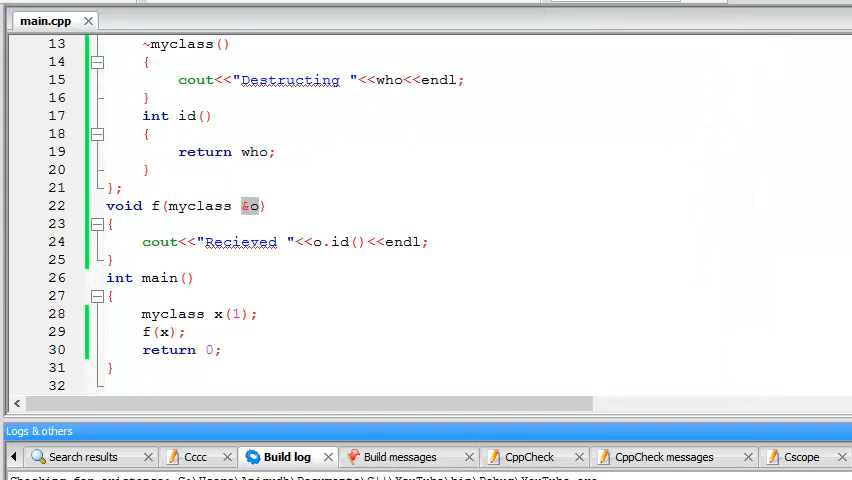 main.cpp
13 ~myclass()
14 {
15 cout<<"Destructing "<<who<<endl;
16 }
17 int id()
18 {
19 return who;
20 }
21 };
22 void f(myclass &o)
23 {
24 cout<<"Recieved "<<o.id()<<endl;
25 }
26 int main()
27 {
28 myclass x(1);
29 f(x);
30 return 0;
31 }
32
Logs & others
Search results Cccc Build log Build messages CppCheck CppCheck messages Cscope